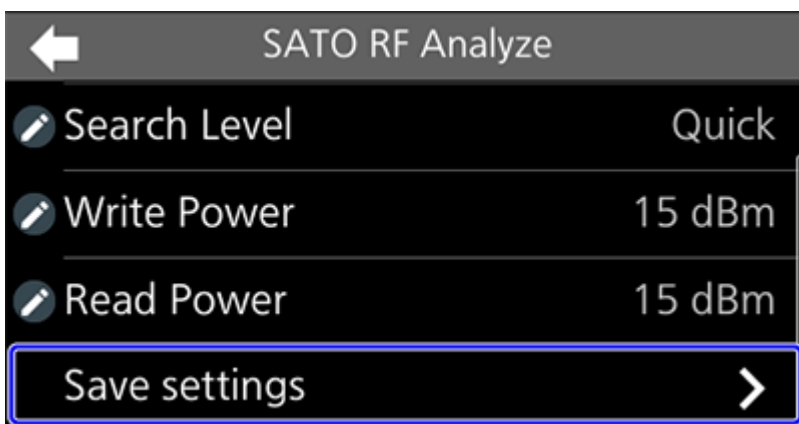 SATO RF Analyze
Search Level Quick
Write Power 15 dBm
Read Power 15 dBm
Save settings